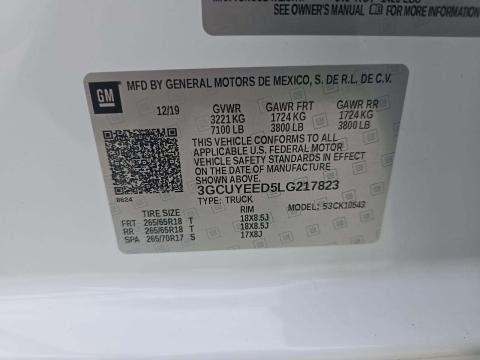 SEE OWNER'S MANUAL FOR MORE
GM
MFD BY GENERAL MOTORS DE MEXICO, S. DE R.L. DE C.V.
12/19 GVWR GAWR FRT GAWR RR
3221 KG 1724 KG 1724 KG
7100 LB 3800 LB 3800 LB
THIS VEHICLE CONFORMS TO ALL
APPLICABLE U.S. FEDERAL MOTOR
VEHICLE SAFETY STANDARDS IN EFFECT
ON THE DATE OF MANUFACTURE SHOWN
ABOVE.
3GCUYEED5LG217823
8624 TYPE: TRUCK MODEL: 53CK10543
TIRE SIZE RIM
FRT 265/65R18 T 18X8.5J
RR 265/65R18 T 18X8.5J
SPA 265/70R17 S 17X8J